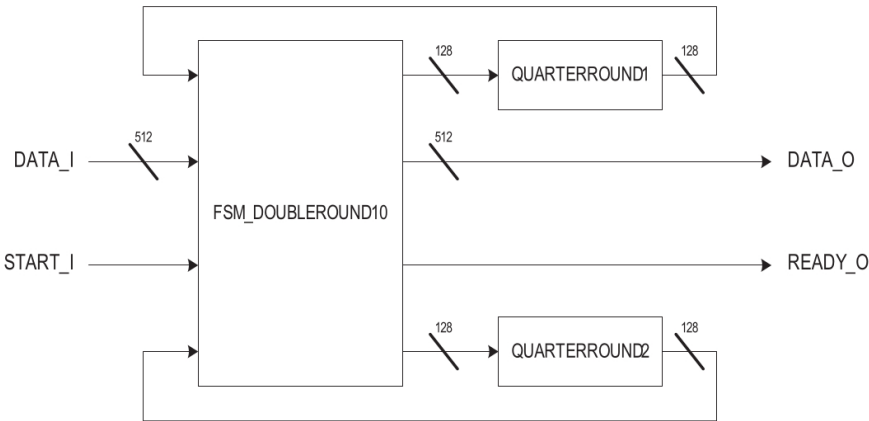 128
QUARTERROUND1
128
DATA_I
512
512
DATA_O
FSM_DOUBLEROUND10
START_I
READY_O
128
QUARTERROUND2
128